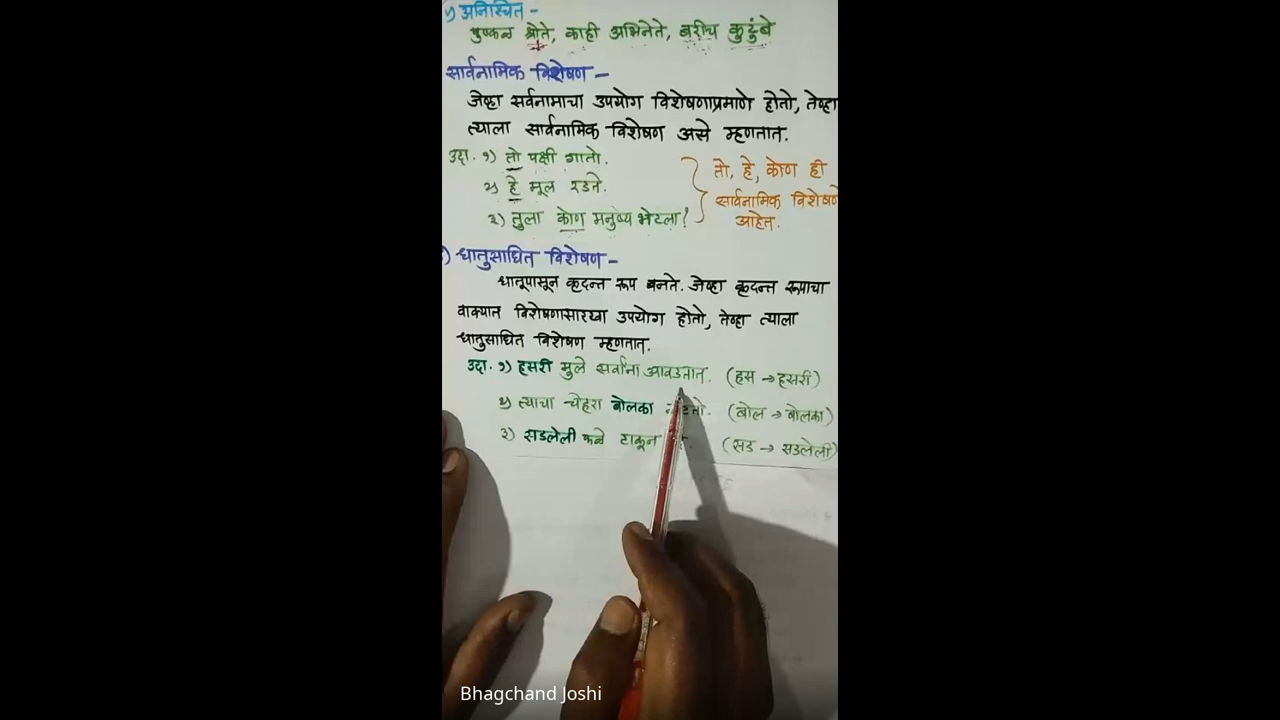 ५) अनिश्चित -
पुष्कळ श्रोते, काही अभिनेते, बरीच कुटुंबे
सार्वनामिक विशेषण -
जेव्हा सर्वनामाचा उपयोग विशेषणाप्रमाणे होतो, तेव्हा
त्याला सार्वनामिक विशेषण असे म्हणतात.
उदा. १) तो पक्षी गातो.
२) हे मूल रडते.
३) तुला कोण मनुष्य भेटला?
तो, हे, कोण ही
सार्वनामिक विशेषणे
आहेत.
) धातुसाधित विशेषण -
धातूपासून कृदन्त रूप बनते. जेव्हा कृदन्त रूपाचा
वाक्यात विशेषणासारखा उपयोग होतो, तेव्हा त्याला
धातुसाधित विशेषण म्हणतात.
उदा. १) हसरी मुले सर्वांना आवडतात. (हस → हसरी)
२) त्याचा चेहरा बोलका (बोल → बोलका)
३) सडलेली फळे टाकून (सड → सडलेली)
Bhagchand Joshi